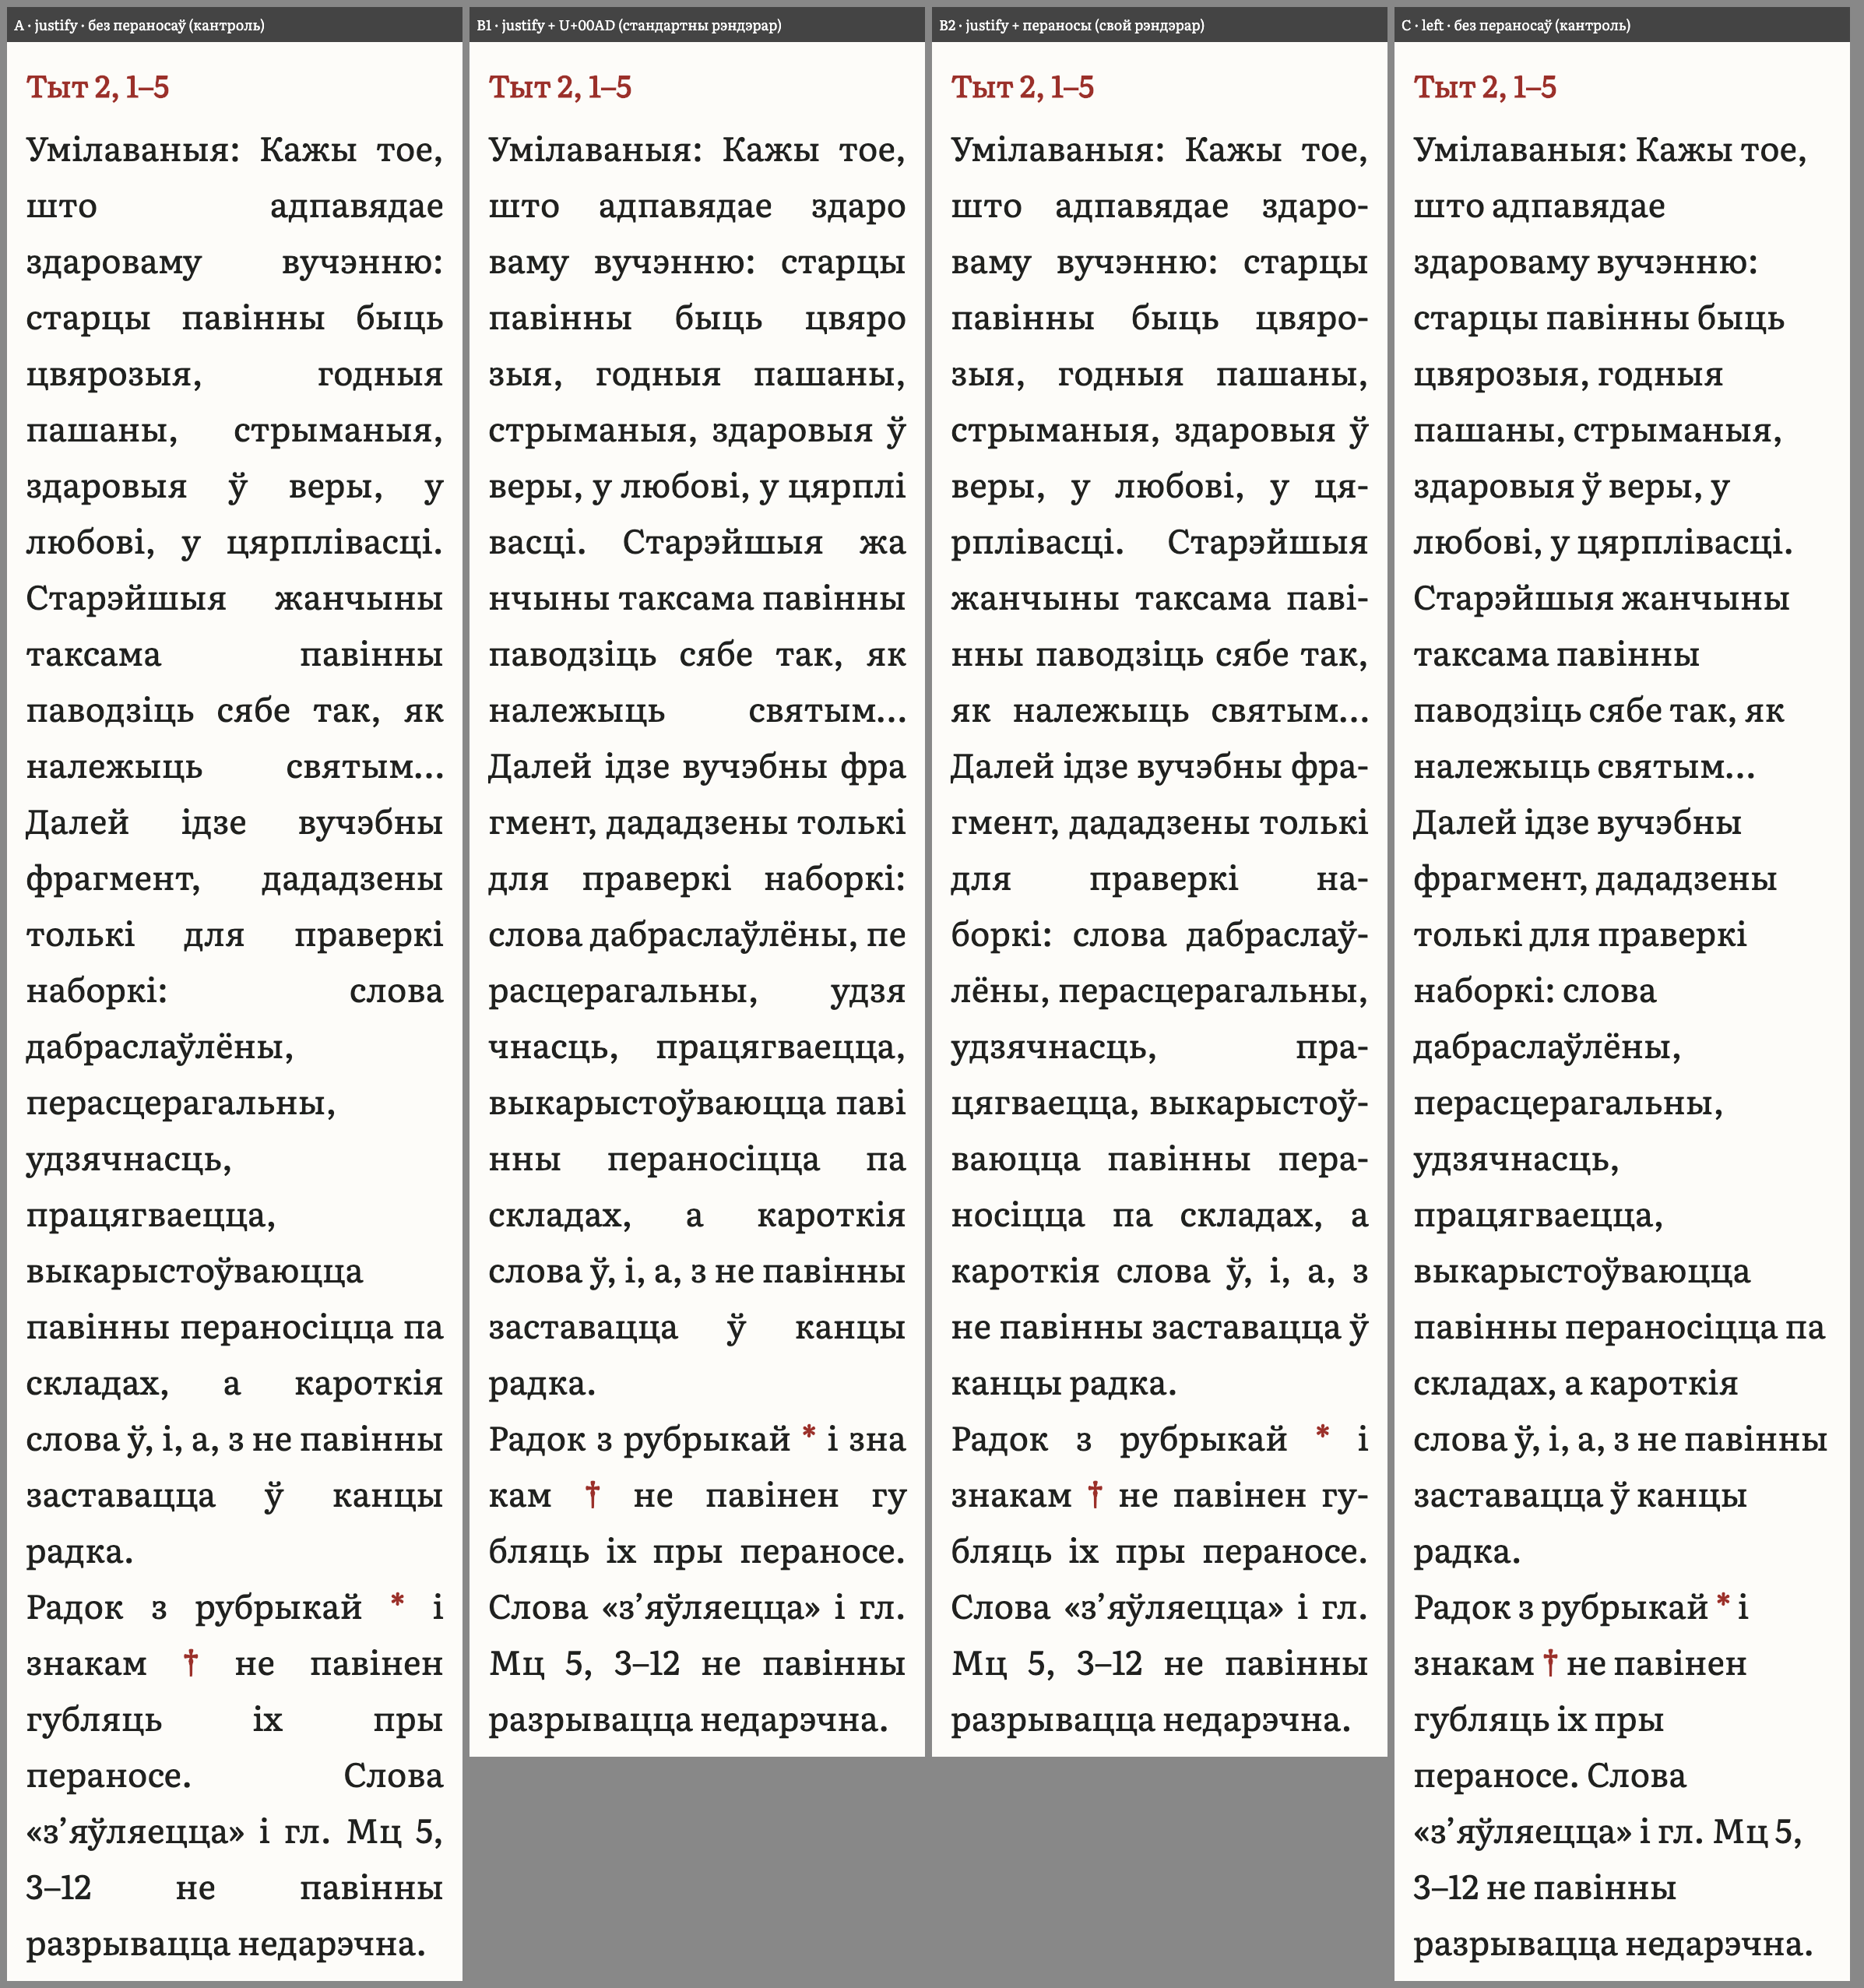 A · justify · без пераносаў (кантроль)
Тыт 2, 1–5
Умілаваныя: Кажы тое,
што адпавядае
здароваму вучэнню:
старцы павінны быць
цвярозыя, годныя
пашаны, стрыманыя,
здаровыя ў веры, у
любові, у цярплівасці.
Старэйшыя жанчыны
таксама павінны
паводзіць сябе так, як
належыць святым...
Далей ідзе вучэбны
фрагмент, дададзены
толькі для праверкі
наборкі: слова
дабраслаўлёны,
перасцерагальны,
удзячнасць,
працягваецца,
выкарыстоўваюцца
павінны пераносіцца па
складах, а кароткія
слова ў, і, а, з не павінны
заставацца ў канцы
радка.
Радок з рубрыкай * і
знакам † не павінен
губляць іх пры
пераносе. Слова
«з’яўляецца» і гл. Мц 5,
3–12 не павінны
разрывацца недарэчна.
B1 · justify + U+00AD (стандартны рэндэрар)
Тыт 2, 1–5
Умілаваныя: Кажы тое,
што адпавядае здаро
ваму вучэнню: старцы
павінны быць цвяро
зыя, годныя пашаны,
стрыманыя, здаровыя ў
веры, у любові, у цярплі
васці. Старэйшыя жа
нчыны таксама павінны
паводзіць сябе так, як
належыць святым...
Далей ідзе вучэбны фра
гмент, дададзены толькі
для праверкі наборкі:
слова дабраслаўлёны, пе
расцерагальны, удзя
чнасць, працягваецца,
выкарыстоўваюцца паві
нны пераносіцца па
складах, а кароткія
слова ў, і, а, з не павінны
заставацца ў канцы
радка.
Радок з рубрыкай * і зна
кам † не павінен гу
бляць іх пры пераносе.
Слова «з’яўляецца» і гл.
Мц 5, 3–12 не павінны
разрывацца недарэчна.
B2 · justify + пераносы (свой рэндэрар)
Тыт 2, 1–5
Умілаваныя: Кажы тое,
што адпавядае здаро-
ваму вучэнню: старцы
павінны быць цвяро-
зыя, годныя пашаны,
стрыманыя, здаровыя ў
веры, у любові, у ця-
рплівасці. Старэйшыя
жанчыны таксама паві-
нны паводзіць сябе так,
як належыць святым...
Далей ідзе вучэбны фра-
гмент, дададзены толькі
для праверкі на-
боркі: слова дабраслаў-
лёны, перасцерагальны,
удзячнасць, пра-
цягваецца, выкарыстоў-
ваюцца павінны пера-
носіцца па складах, а
кароткія слова ў, і, а, з
не павінны заставацца ў
канцы радка.
Радок з рубрыкай * і
знакам † не павінен гу-
бляць іх пры пераносе.
Слова «з’яўляецца» і гл.
Мц 5, 3–12 не павінны
разрывацца недарэчна.
C · left · без пераносаў (кантроль)
Тыт 2, 1–5
Умілаваныя: Кажы тое,
што адпавядае
здароваму вучэнню:
старцы павінны быць
цвярозыя, годныя
пашаны, стрыманыя,
здаровыя ў веры, у
любові, у цярплівасці.
Старэйшыя жанчыны
таксама павінны
паводзіць сябе так, як
належыць святым...
Далей ідзе вучэбны
фрагмент, дададзены
толькі для праверкі
наборкі: слова
дабраслаўлёны,
перасцерагальны,
удзячнасць,
працягваецца,
выкарыстоўваюцца
павінны пераносіцца па
складах, а кароткія
слова ў, і, а, з не павінны
заставацца ў канцы
радка.
Радок з рубрыкай * і
знакам † не павінен
губляць іх пры
пераносе. Слова
«з’яўляецца» і гл. Мц 5,
3–12 не павінны
разрывацца недарэчна.